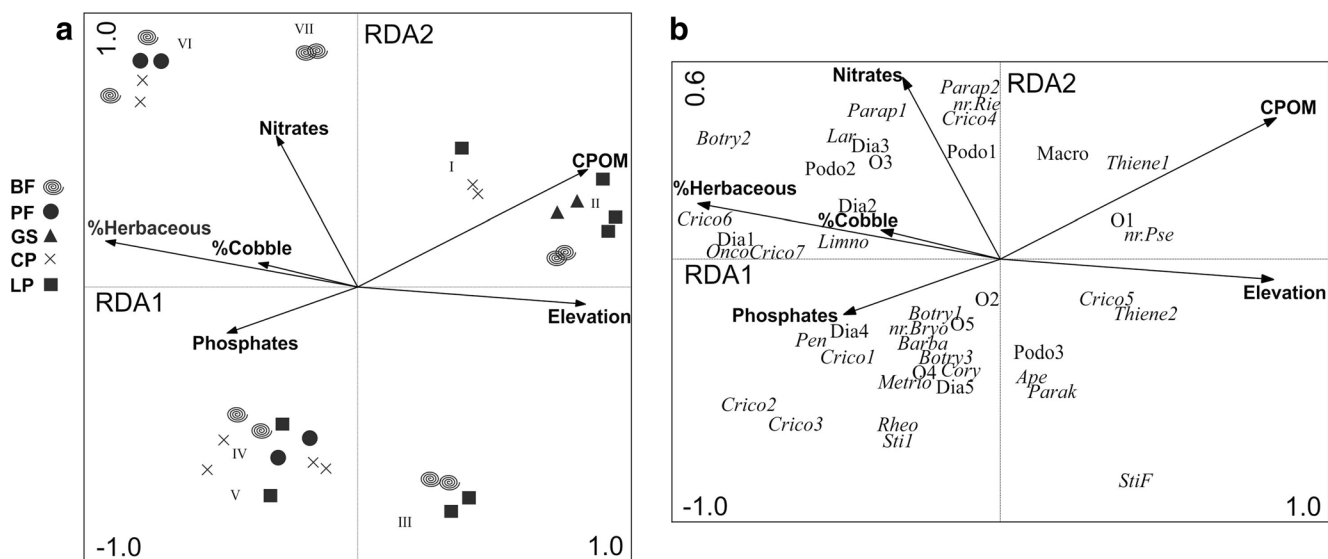 a
1.0
VI
VII
RDA2
Nitrates
I
CPOM
BF
PF
GS
CP
LP
II
%Herbaceous
%Cobble
RDA1
Elevation
Phosphates
IV
V
III
-1.0
1.0
b
0.6
Nitrates
RDA2
Parap2
nr.Rie
Parap1
Crico4
CPOM
Botry2
Lar
Dia3
O3
Podo1
Macro
Podo2
Thiene1
%Herbaceous
Dia2
Crico6
%Cobble
O1
nr.Pse
Dia1
Limno
OncoCrico7
RDA1
Elevation
O2
Crico5
Phosphates
Botry1
Thiene2
Dia4
nr.Bryo
O5
Pen
Barba
Crico1
Botry3
Podo3
O4
Cory
Metrio
Dia5
Ape
Parak
Crico2
Crico3
Rheo
Sti1
StiF
-1.0
1.0